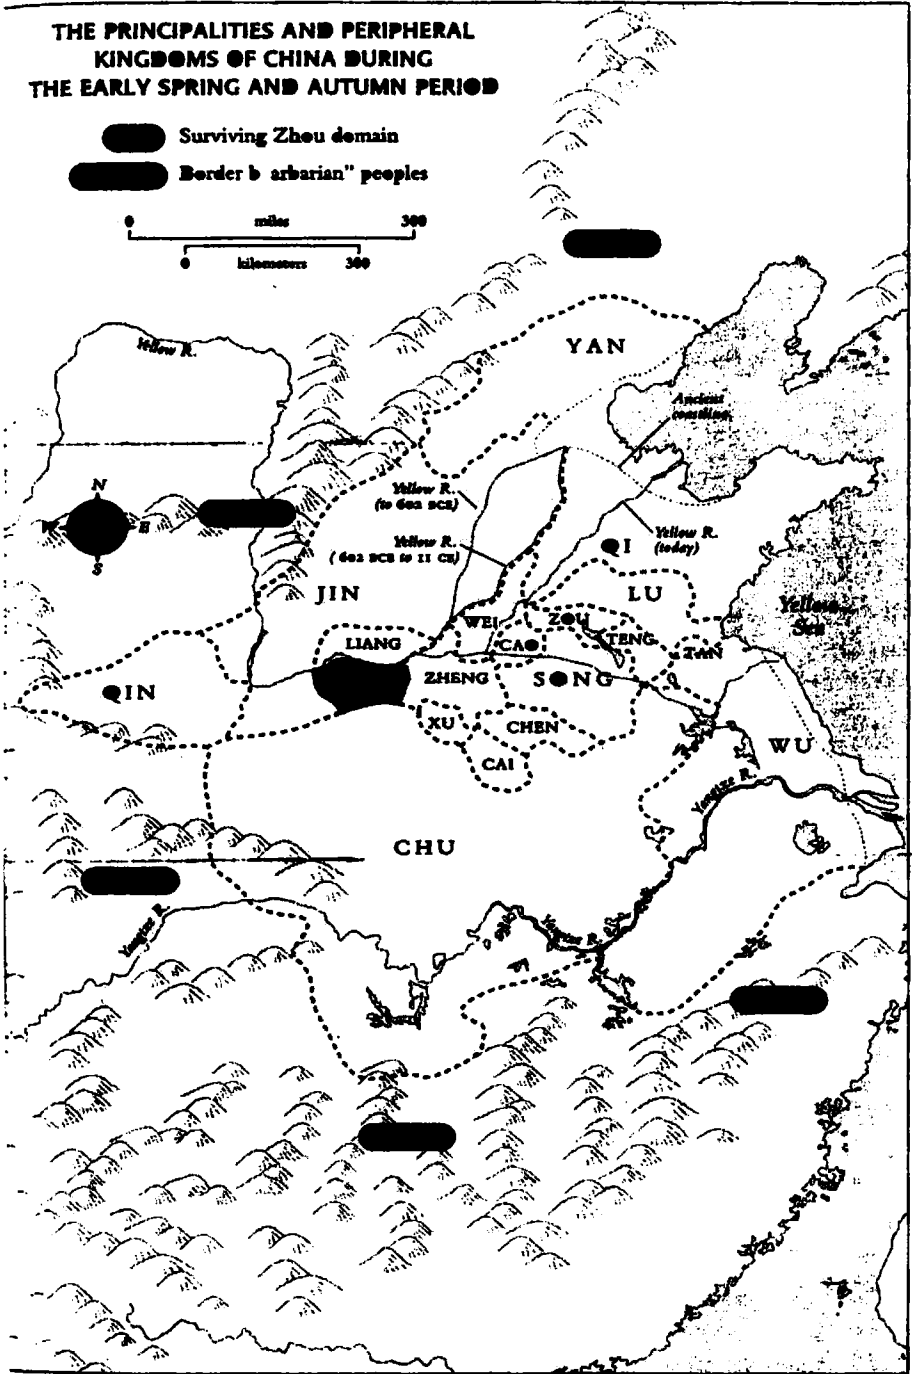 THE PRINCIPALITIES AND PERIPHERAL
KINGDOMS OF CHINA DURING
THE EARLY SPRING AND AUTUMN PERIOD
Surviving Zhou domain
Border b arbarian" peoples
0 miles 300
0 kilometers 300
Yellow R.
YAN
Ancient
coastline
N
W E
S
Yellow R.
(to 602 BCE)
Yellow R.
(602 BCE to 11 CE)
Yellow R.
(today)
QI
JIN
LU
Yellow
Sea
WEI
ZOU
LIANG
CAO
TENG
TAN
QIN
ZHENG
SONG
XU
CHEN
CAI
WU
Yangtze R.
CHU
Yangtze R.
Yangtze R.